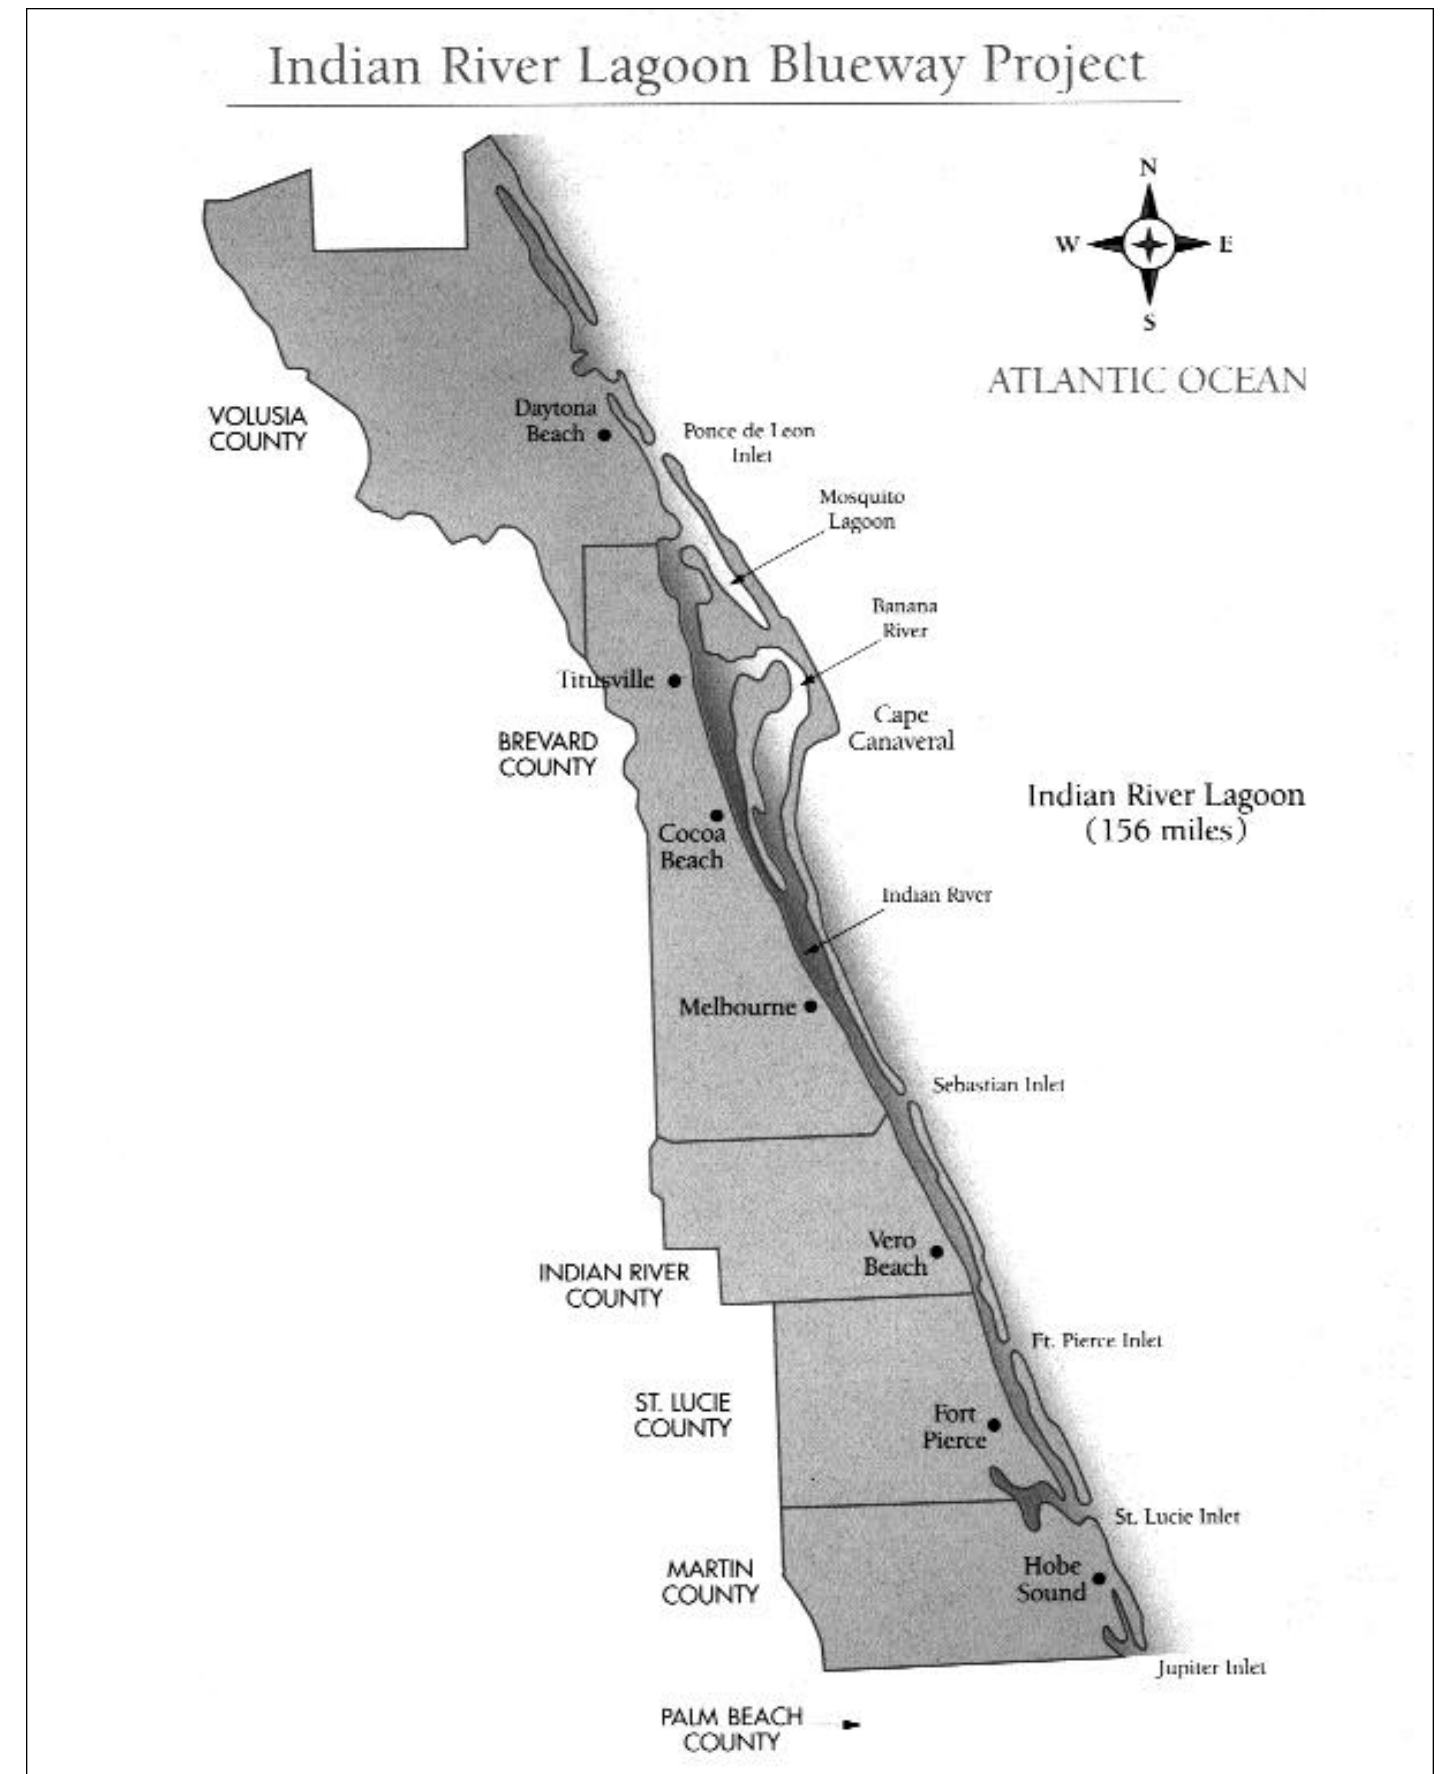 Indian River Lagoon Blueway Project
N
W
E
S
ATLANTIC OCEAN
VOLUSIA
COUNTY
Daytona
Beach
Ponce de Leon
Inlet
Mosquito
Lagoon
Banana
River
Titusville
Cape
Canaveral
BREVARD
COUNTY
Indian River Lagoon
(156 miles)
Cocoa
Beach
Indian River
Melbourne
Sebastian Inlet
Vero
Beach
INDIAN RIVER
COUNTY
Ft. Pierce Inlet
ST. LUCIE
COUNTY
Fort
Pierce
St. Lucie Inlet
MARTIN
COUNTY
Hobe
Sound
Jupiter Inlet
PALM BEACH
COUNTY